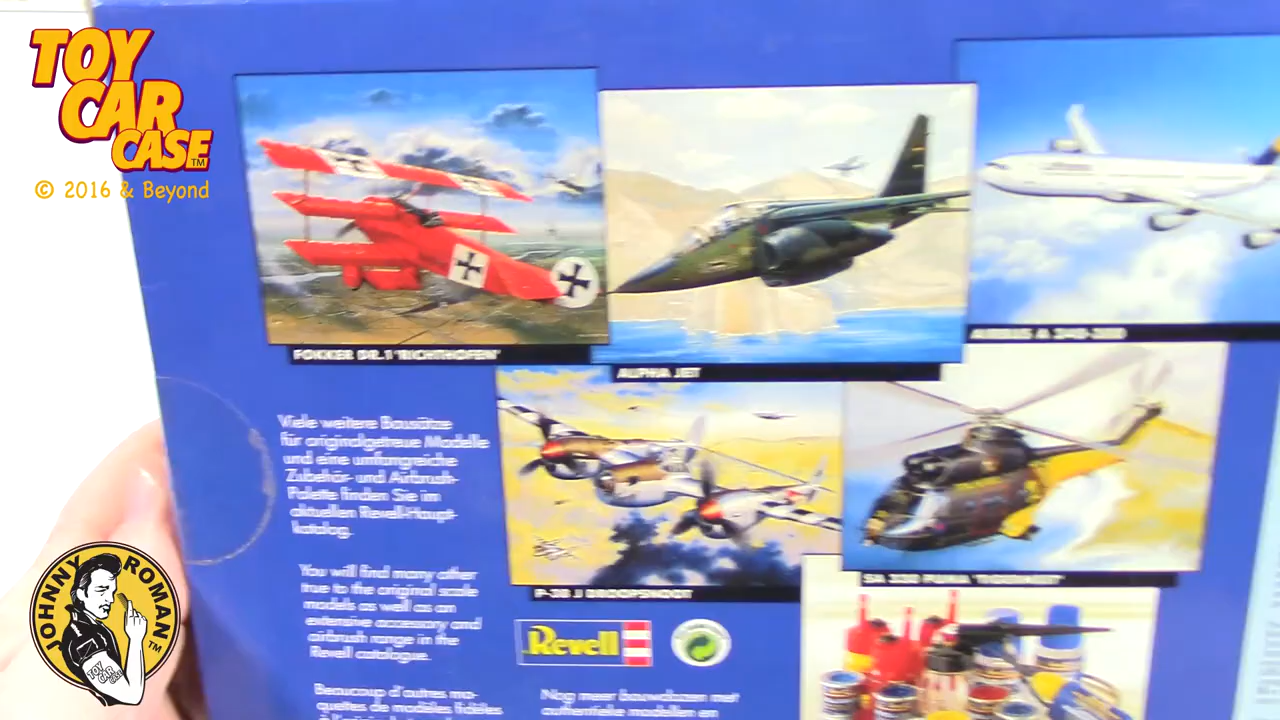 TOY
CAR
CASE™
© 2016 & Beyond
FOKKER DR.1 'RICHTHOFEN'
ALPHA JET
AIRBUS A 340-200
Viele weitere Bausätze
für originalgetreue Modelle
und eine umfangreiche
Zubehör- und Airbrush-
Palette finden Sie im
aktuellen Revell-Haupt-
katalog.
P-38 J DROOPSNOOT
SA 330 PUMA
You will find many other
true to the original scale
models as well as an
extensive accessory and
airbrush range in the
Revell catalogue.
Revell
Beaucoup d'autres ma-
quettes de modèles fidèles
Nog meer bouwdozen met
authentieke modellen en
JOHNNY ROMAN™
TOY
CAR
CASE